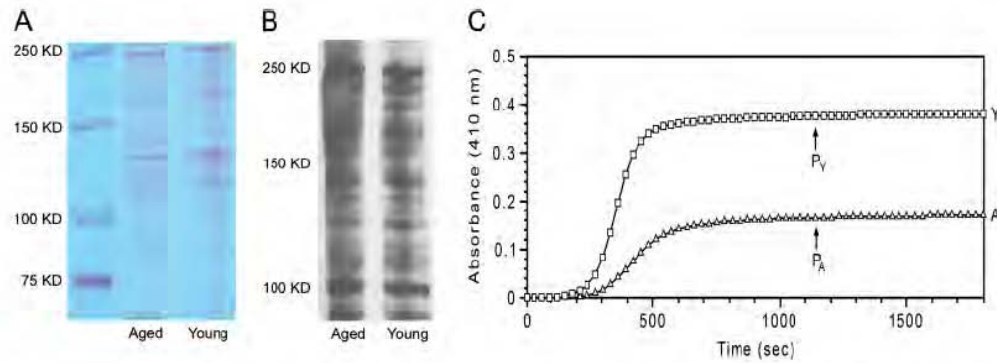 A
250 KD
150 KD
100 KD
75 KD
Aged Young
B
250 KD
150 KD
100 KD
Aged Young
C
Absorbance (410 nm)
0.5
0.4
0.3
0.2
0.1
0
0 500 1000 1500
Time (sec)
Y
PY
A
PA